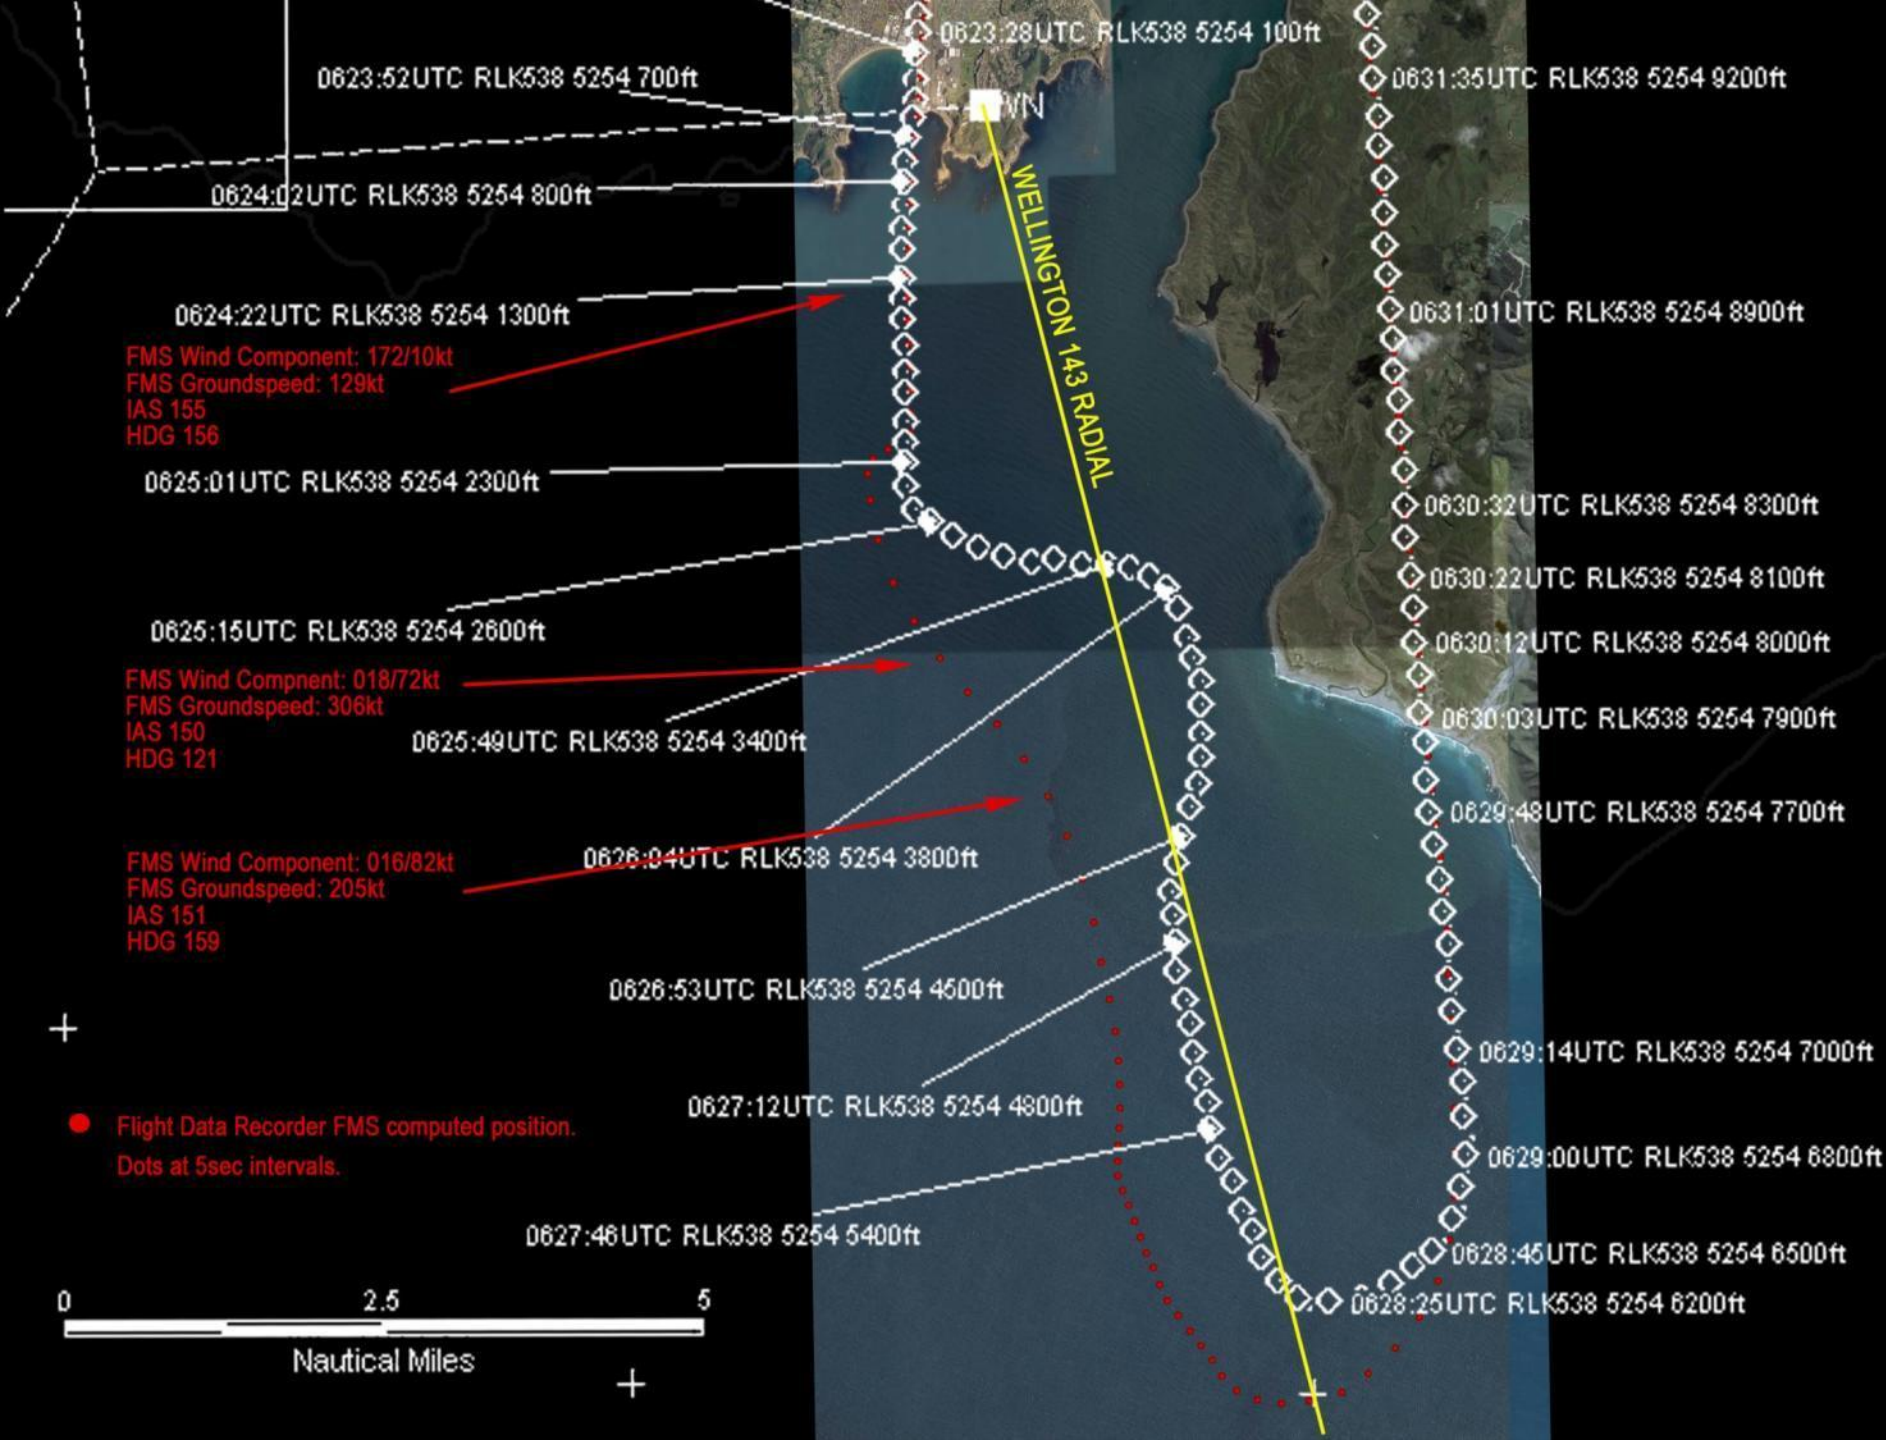 0623:28UTC RLK538 5254 100ft
0623:52UTC RLK538 5254 700ft
0631:35UTC RLK538 5254 9200ft
WN
0624:02UTC RLK538 5254 800ft
WELLINGTON 143 RADIAL
0624:22UTC RLK538 5254 1300ft
0631:01UTC RLK538 5254 8900ft
FMS Wind Component: 172/10kt
FMS Groundspeed: 129kt
IAS 155
HDG 156
0625:01UTC RLK538 5254 2300ft
0630:32UTC RLK538 5254 8300ft
0630:22UTC RLK538 5254 8100ft
0625:15UTC RLK538 5254 2600ft
0630:12UTC RLK538 5254 8000ft
FMS Wind Compnent: 018/72kt
FMS Groundspeed: 306kt
IAS 150
HDG 121
0630:03UTC RLK538 5254 7900ft
0625:49UTC RLK538 5254 3400ft
0629:48UTC RLK538 5254 7700ft
0626:04UTC RLK538 5254 3800ft
FMS Wind Component: 016/82kt
FMS Groundspeed: 205kt
IAS 151
HDG 159
0626:53UTC RLK538 5254 4500ft
0629:14UTC RLK538 5254 7000ft
0627:12UTC RLK538 5254 4800ft
Flight Data Recorder FMS computed position.
Dots at 5sec intervals.
0629:00UTC RLK538 5254 6800ft
0627:46UTC RLK538 5254 5400ft
0628:45UTC RLK538 5254 6500ft
0628:25UTC RLK538 5254 6200ft
0 2.5 5
Nautical Miles